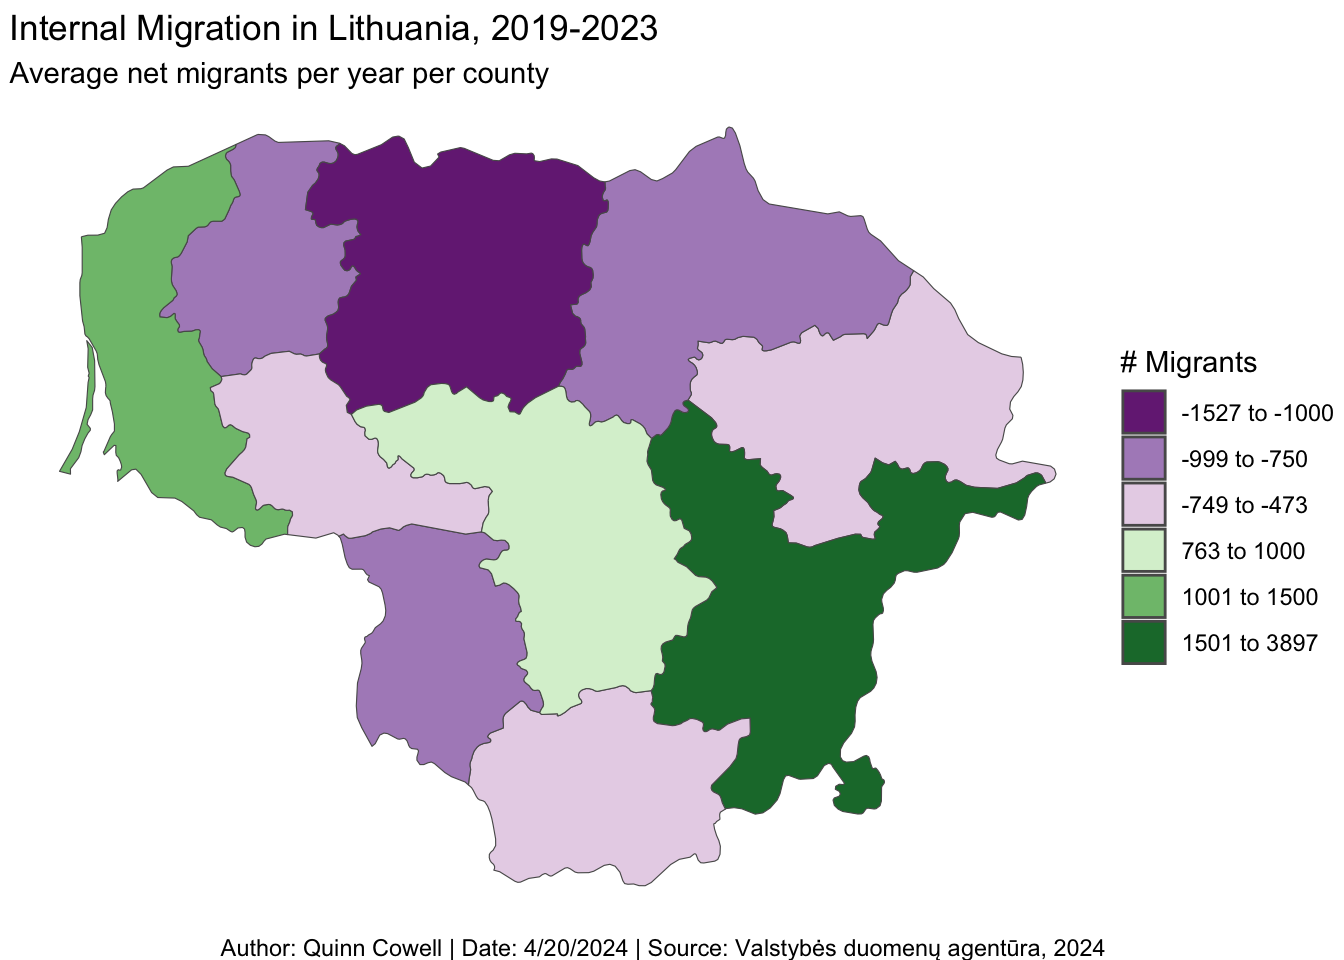 Internal Migration in Lithuania, 2019-2023
Average net migrants per year per county
# Migrants
-1527 to -1000
-999 to -750
-749 to -473
763 to 1000
1001 to 1500
1501 to 3897
Author: Quinn Cowell | Date: 4/20/2024 | Source: Valstybės duomenų agentūra, 2024